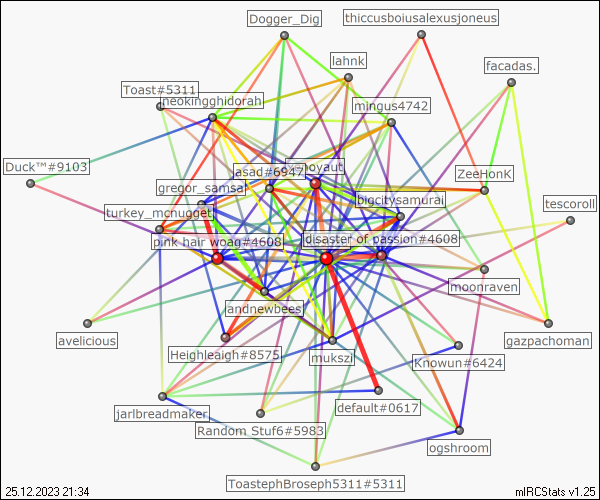 Dogger_Dig
thiccusboiusalexusjoneus
lahnk
facadas.
Toast#5311
neokingghidorah
mingus4742
Duck™#9103
asad#6947
yaut
ZeeHonK
gregor_samsa
bigcitysamurai
tescoroll
turkey_mcnugget
pink hair woag#4608
disaster of passion#4608
moonraven
andnewbees
avelicious
Heighleaigh#8575
mukszi
Knowun#6424
gazpachoman
default#0617
jarlbreadmaker
Random Stuf6#5983
ogshroom
ToastephBroseph5311#5311
25.12.2023 21:34
mIRCStats v1.25